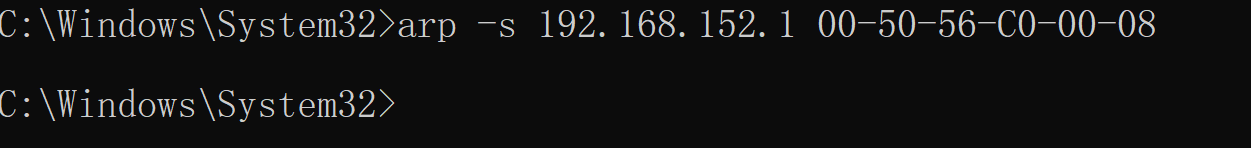 C:\Windows\System32>arp -s 192.168.152.1 00-50-56-C0-00-08
C:\Windows\System32>